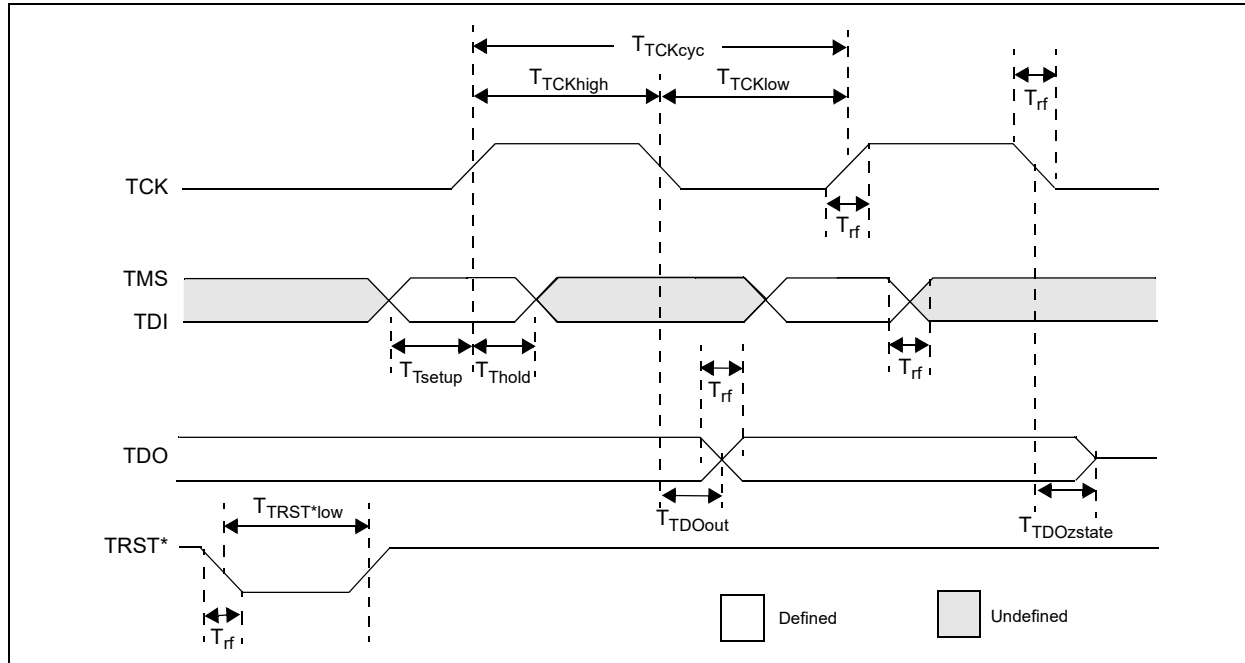 TTCKcyc
TTCKhigh
TTCKlow
Trf
TCK
Trf
TMS
TDI
TTsetup
TThold
Trf
Trf
TDO
TTDOout
TTDOzstate
TTRST*low
TRST*
Trf
Defined
Undefined